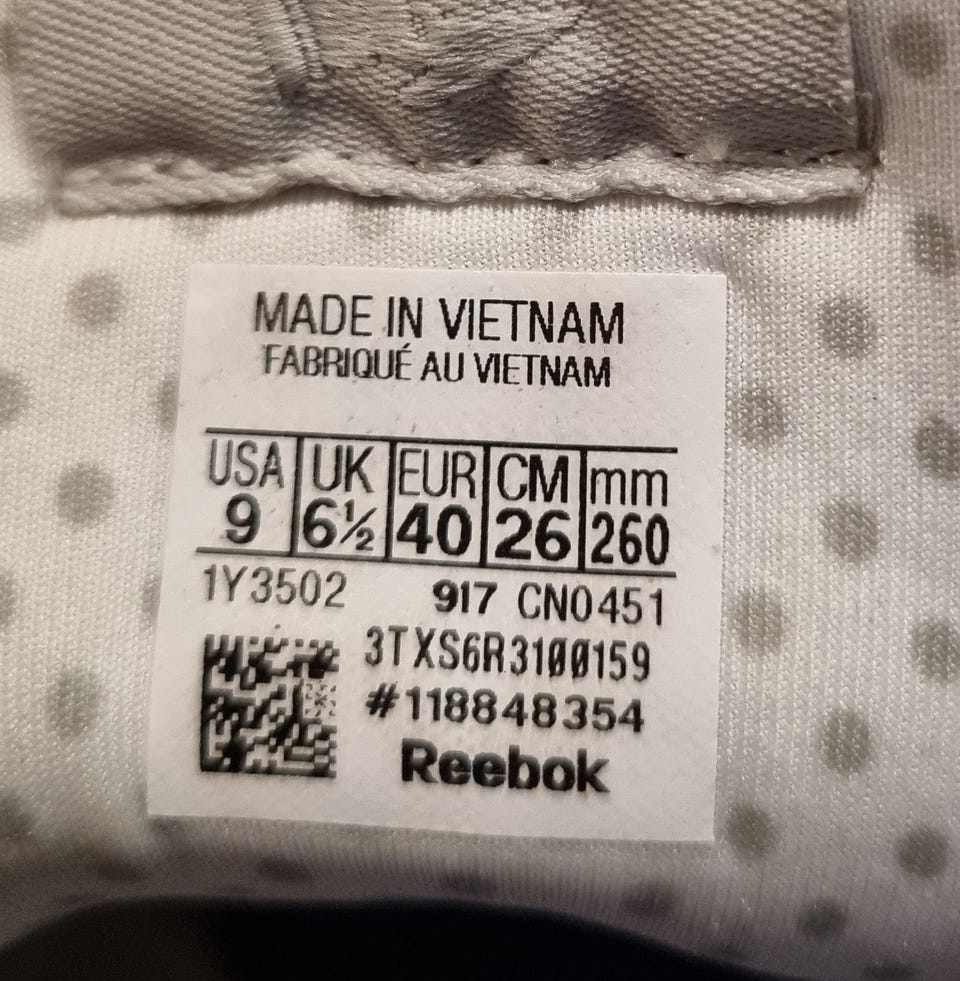 MADE IN VIETNAM
FABRIQUÉ AU VIETNAM
USA UK EUR CM mm
9 6½ 40 26 260
1Y3502 917 CN0451
3TXS6R3100159
#118848354
Reebok